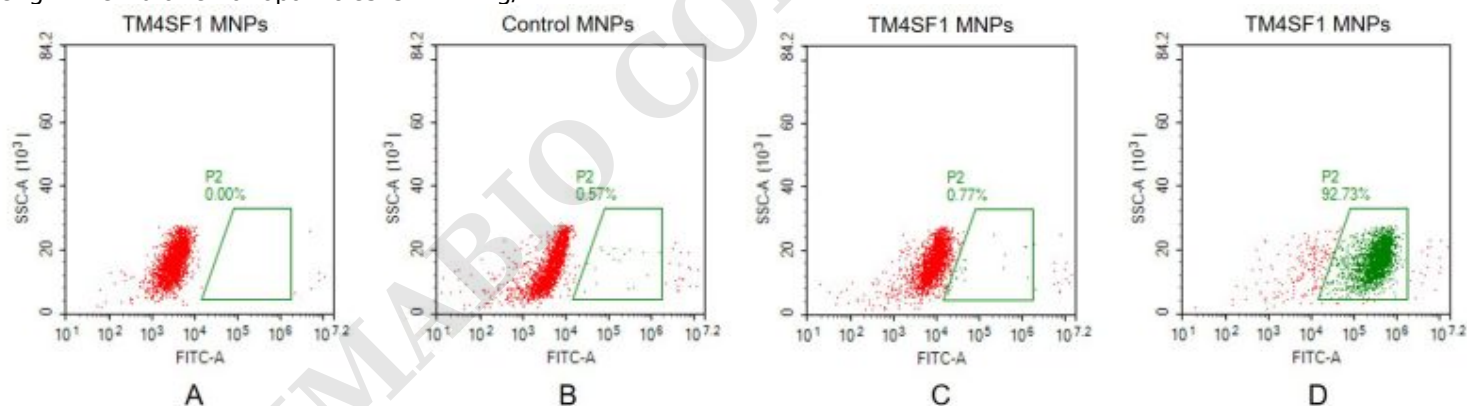 TM4SF1 MNPs
Control MNPs
TM4SF1 MNPs
TM4SF1 MNPs
84.2
60
40
20
0
SSC-A (10³ )
P2
0.00%
10¹ 10² 10³ 10⁴ 10⁵ 10⁶ 10⁷·²
FITC-A
A
84.2
60
40
20
0
SSC-A (10³ )
P2
0.57%
10¹ 10² 10³ 10⁴ 10⁵ 10⁶ 10⁷·²
FITC-A
B
84.2
60
40
20
0
SSC-A (10³ )
P2
0.77%
10¹ 10² 10³ 10⁴ 10⁵ 10⁶ 10⁷·²
FITC-A
C
84.2
60
40
20
0
SSC-A (10³ )
P2
92.73%
10¹ 10² 10³ 10⁴ 10⁵ 10⁶ 10⁷·²
FITC-A
D